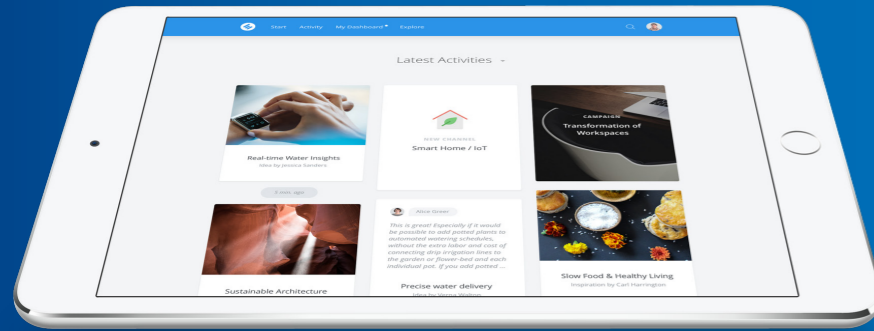 Start Activity My Dashboard Explore
Latest Activities
Real-time Water Insights
Idea by Jessica Sanders
2 min. ago
Sustainable Architecture
NEW CHANNEL
Smart Home / IoT
Alice Stoner
This is great! Especially if it would
be possible to add potted plants to
automated watering schedules,
without the extra labor and cost of
connecting drip irrigation lines to
the garden or flower-bed and each
individual pot. If you add potted ...
Precise water delivery
Idea by Verna Walton
CAMPAIGN
Transformation of
Workspaces
Slow Food & Healthy Living
Inspiration by Carl Harrington